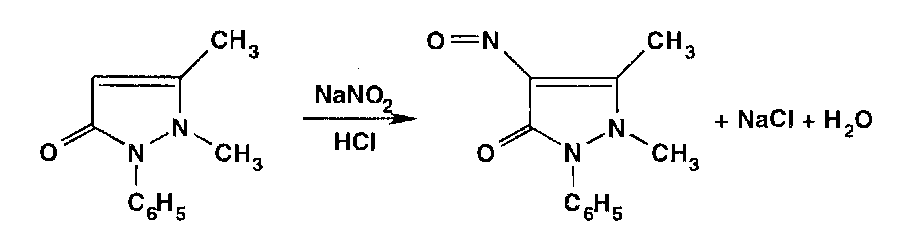 CH₃
O
N
N
CH₃
C₆H₅
NaNO₂
HCl
O=N
CH₃
O
N
N
CH₃
C₆H₅
+ NaCl + H₂O